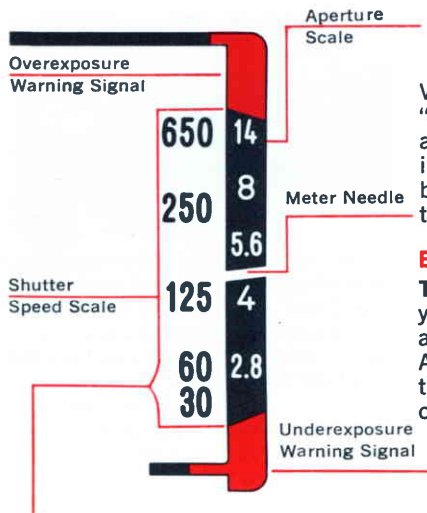 Aperture
Scale
Overexposure
Warning Signal
650 14
8
250
Meter Needle
5.6
Shutter
Speed Scale
125 4
60 2.8
30
Underexposure
Warning Signal